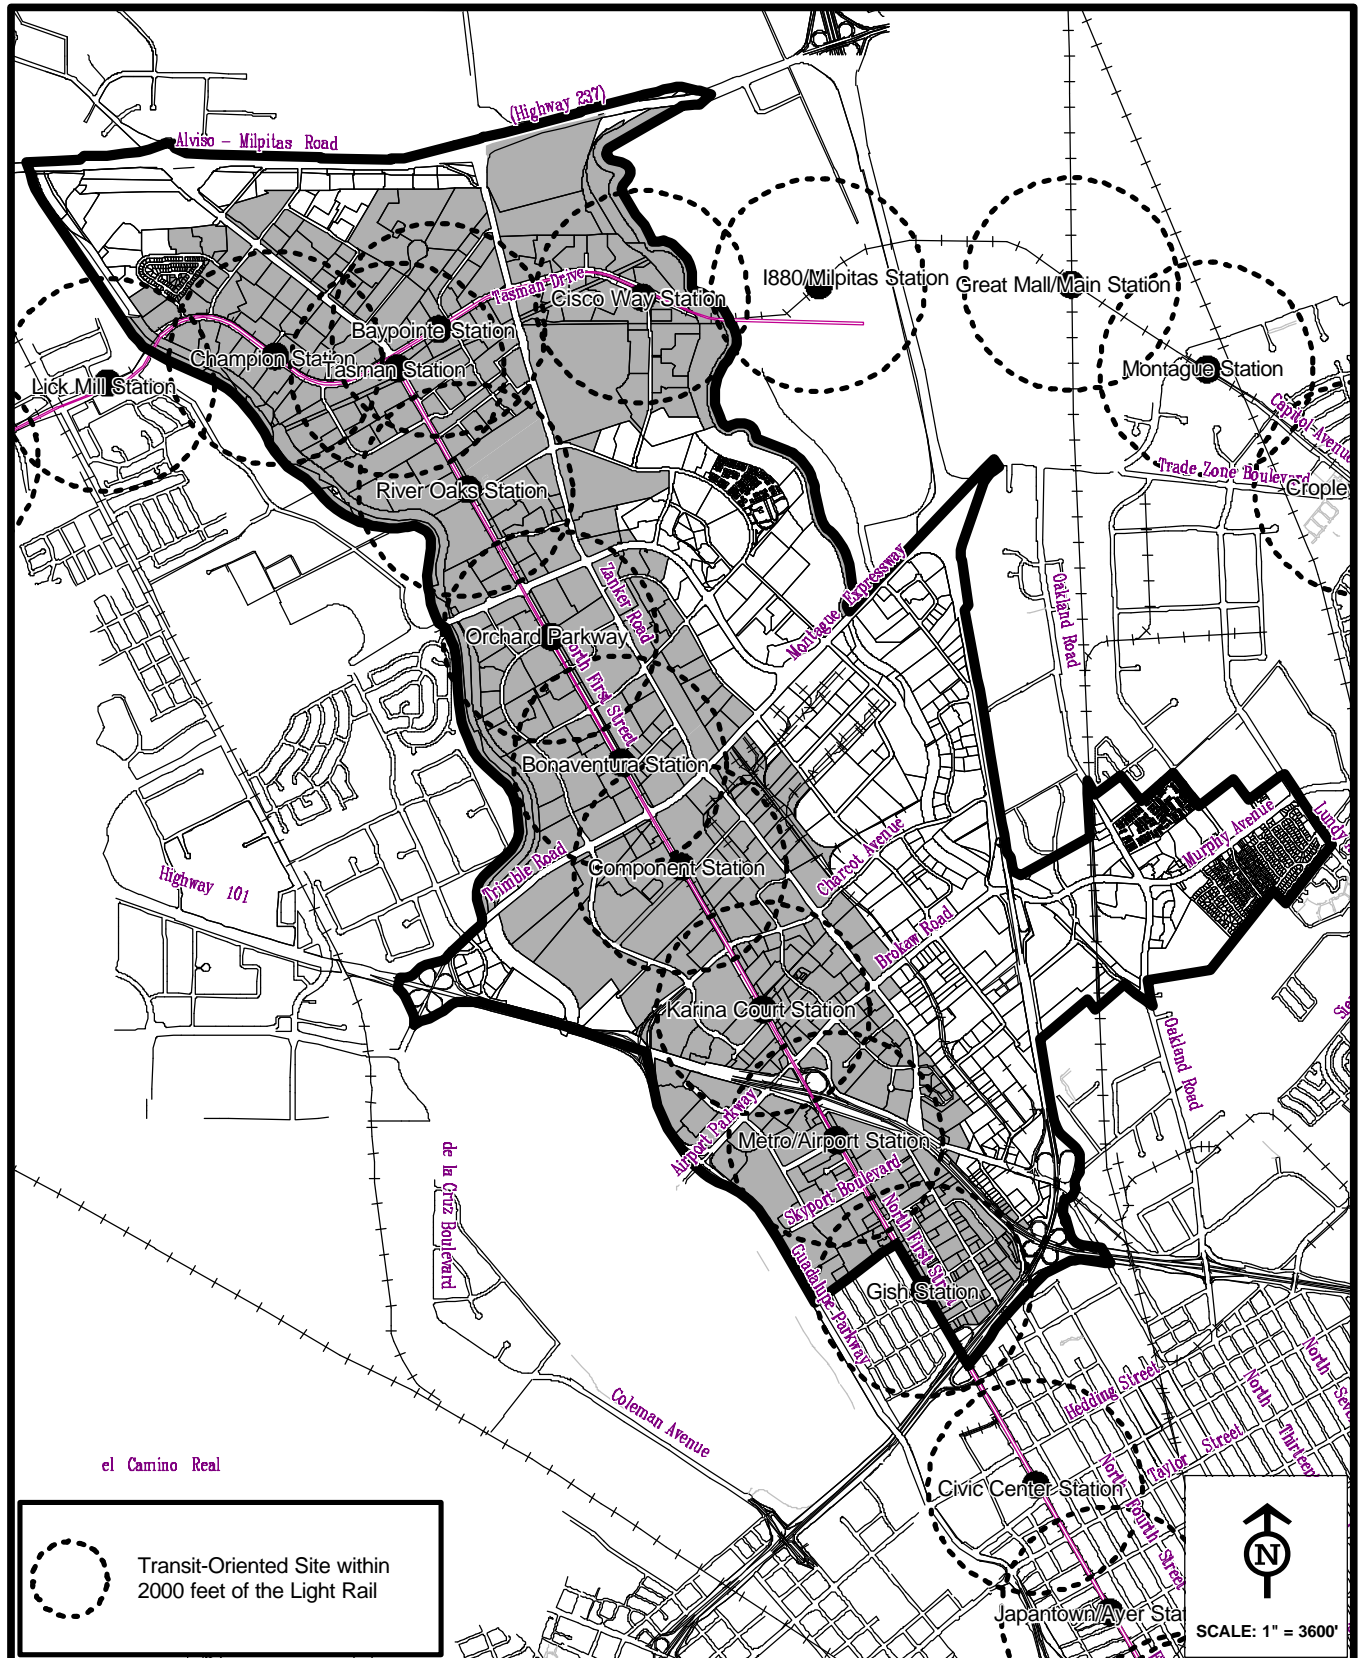 (Highway 237)
Alviso - Milpitas Road
I880/Milpitas Station
Great Mall/Main Station
Tasman Drive
Cisco Way Station
Baypointe Station
Champion Station
Tasman Station
Lick Mill Station
Montague Station
Capitol Avenue
Trade Zone Boulevard
River Oaks Station
Zanker Road
Montague Expressway
Oakland Road
Orchard Parkway
North First Street
Bonaventura Station
Murphy Avenue
Lundy
Trimble Road
Component Station
Charcot Avenue
Highway 101
Brokaw Road
Karina Court Station
Oakland Road
Airport Parkway
Metro/Airport Station
de la Cruz Boulevard
Skyport Boulevard
North First Street
Guadalupe Parkway
Gish Station
Hedding Street
North
Coleman Avenue
Taylor Street
el Camino Real
Civic Center Station
North Fourth Street
Japantown/Ayer
Transit-Oriented Site within
2000 feet of the Light Rail
N
SCALE: 1" = 3600'